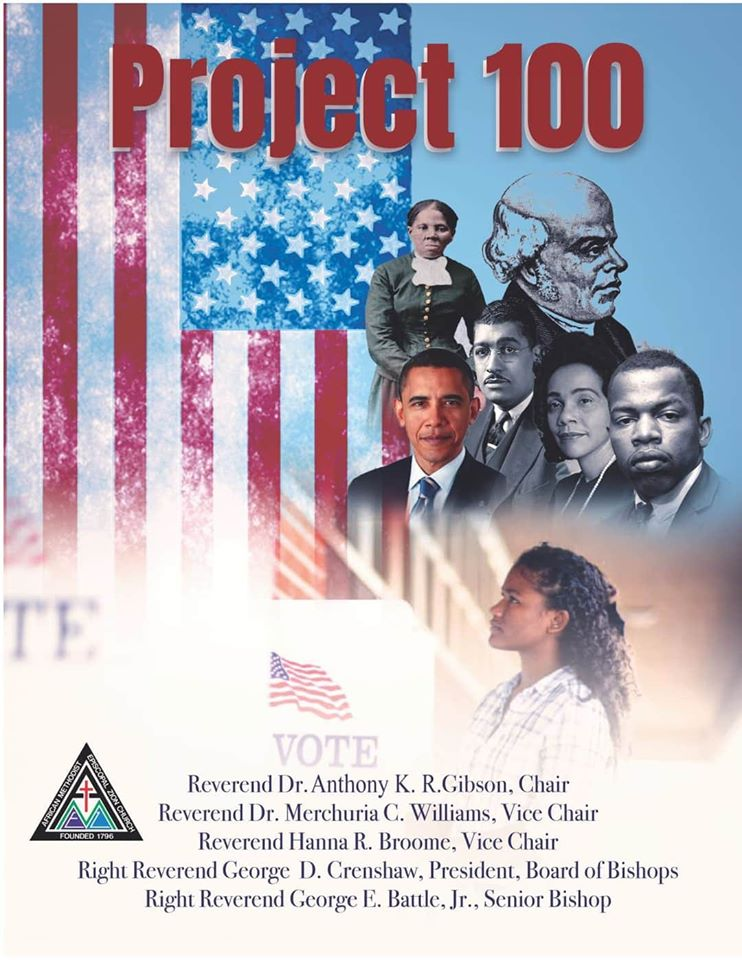 Project 100
TE
VOTE
AFRICAN METHODIST EPISCOPAL ZION CHURCH
FOUNDED 1796
Reverend Dr. Anthony K. R.Gibson, Chair
Reverend Dr. Merchuria C. Williams, Vice Chair
Reverend Hanna R. Broome, Vice Chair
Right Reverend George D. Crenshaw, President, Board of Bishops
Right Reverend George E. Battle, Jr., Senior Bishop